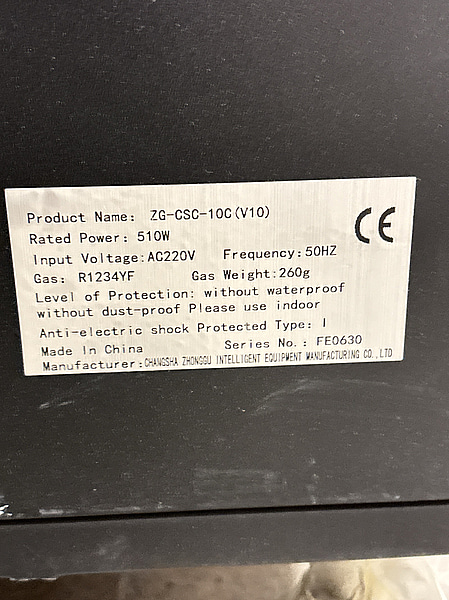 Product Name: ZG-CSC-10C(V10)
Rated Power: 510W
Input Voltage:AC220V Frequency:50HZ
Gas: R1234YF Gas Weight:260g
Level of Protection: without waterproof
without dust-proof Please use indoor
Anti-electric shock Protected Type: I
Made In China Series No.: FE0630
Manufacturer:CHANGSHA ZHONGGU INTELLIGENT EQUIPMENT MANUFACTURING CO.,LTD
CE